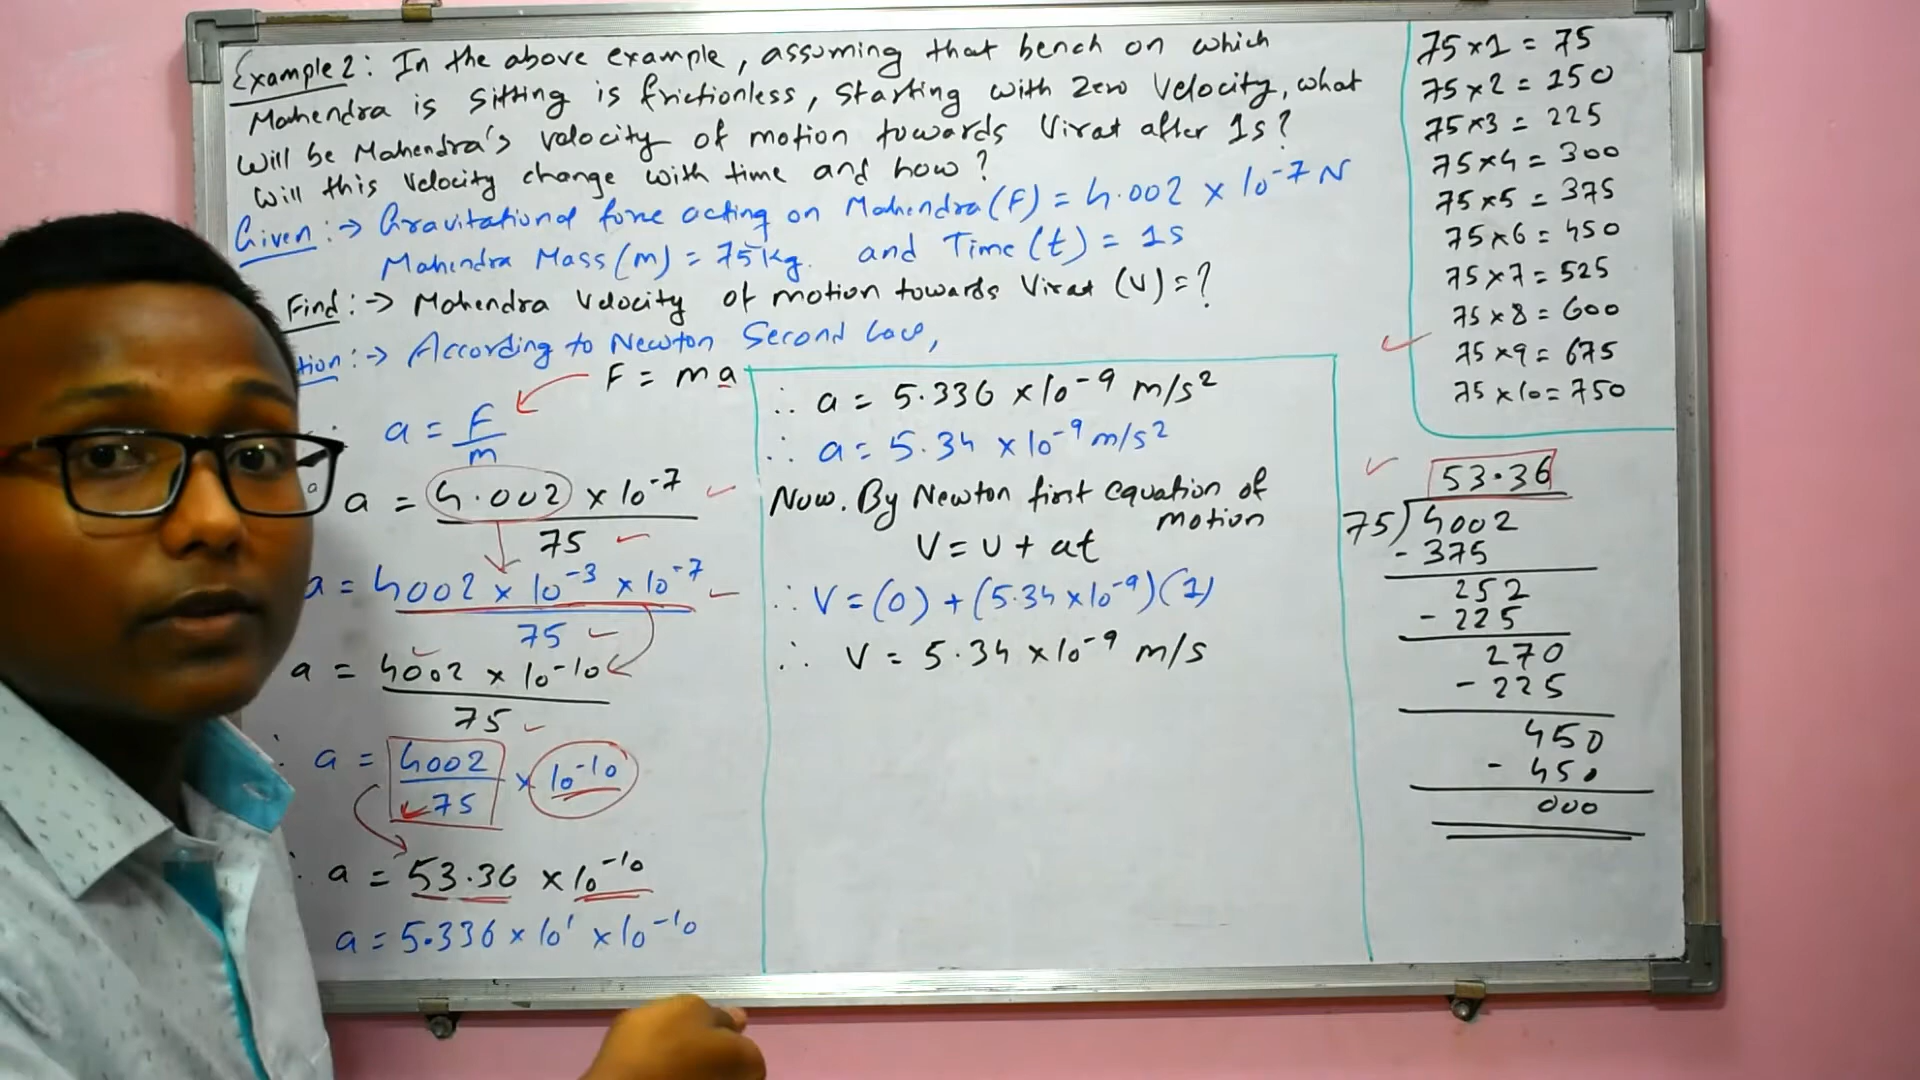 Example 2: In the above example, assuming that bench on which
Mahendra is sitting is frictionless, starting with zero velocity, what
will be Mahendra's velocity of motion towards Virat after 1s?
Will this velocity change with time and how?
Given:→ Gravitational force acting on Mahendra (F) = 4.002 × 10⁻⁷ N
Mahendra Mass (m) = 75 kg. and Time (t) = 1s
Find:→ Mahendra Velocity of motion towards Virat (V) = ?
tion:→ According to Newton Second Law,
F = ma
a = F/m
a = 4.002 × 10⁻⁷ / 75
a = 4002 × 10⁻³ × 10⁻⁷ / 75
a = 4002 × 10⁻¹⁰ / 75
a = 4002/75 × 10⁻¹⁰
∴ a = 53.36 × 10⁻¹⁰
a = 5.336 × 10¹ × 10⁻¹⁰
∴ a = 5.336 × 10⁻⁹ m/s²
∴ a = 5.34 × 10⁻⁹ m/s²
Now. By Newton first equation of
motion
V = u + at
∴ V = (0) + (5.34 × 10⁻⁹)(1)
∴ V = 5.34 × 10⁻⁹ m/s
75 × 1 = 75
75 × 2 = 150
75 × 3 = 225
75 × 4 = 300
75 × 5 = 375
75 × 6 = 450
75 × 7 = 525
75 × 8 = 600
75 × 9 = 675
75 × 10 = 750
53.36
75)4002
- 375
252
- 225
270
- 225
450
- 450
000